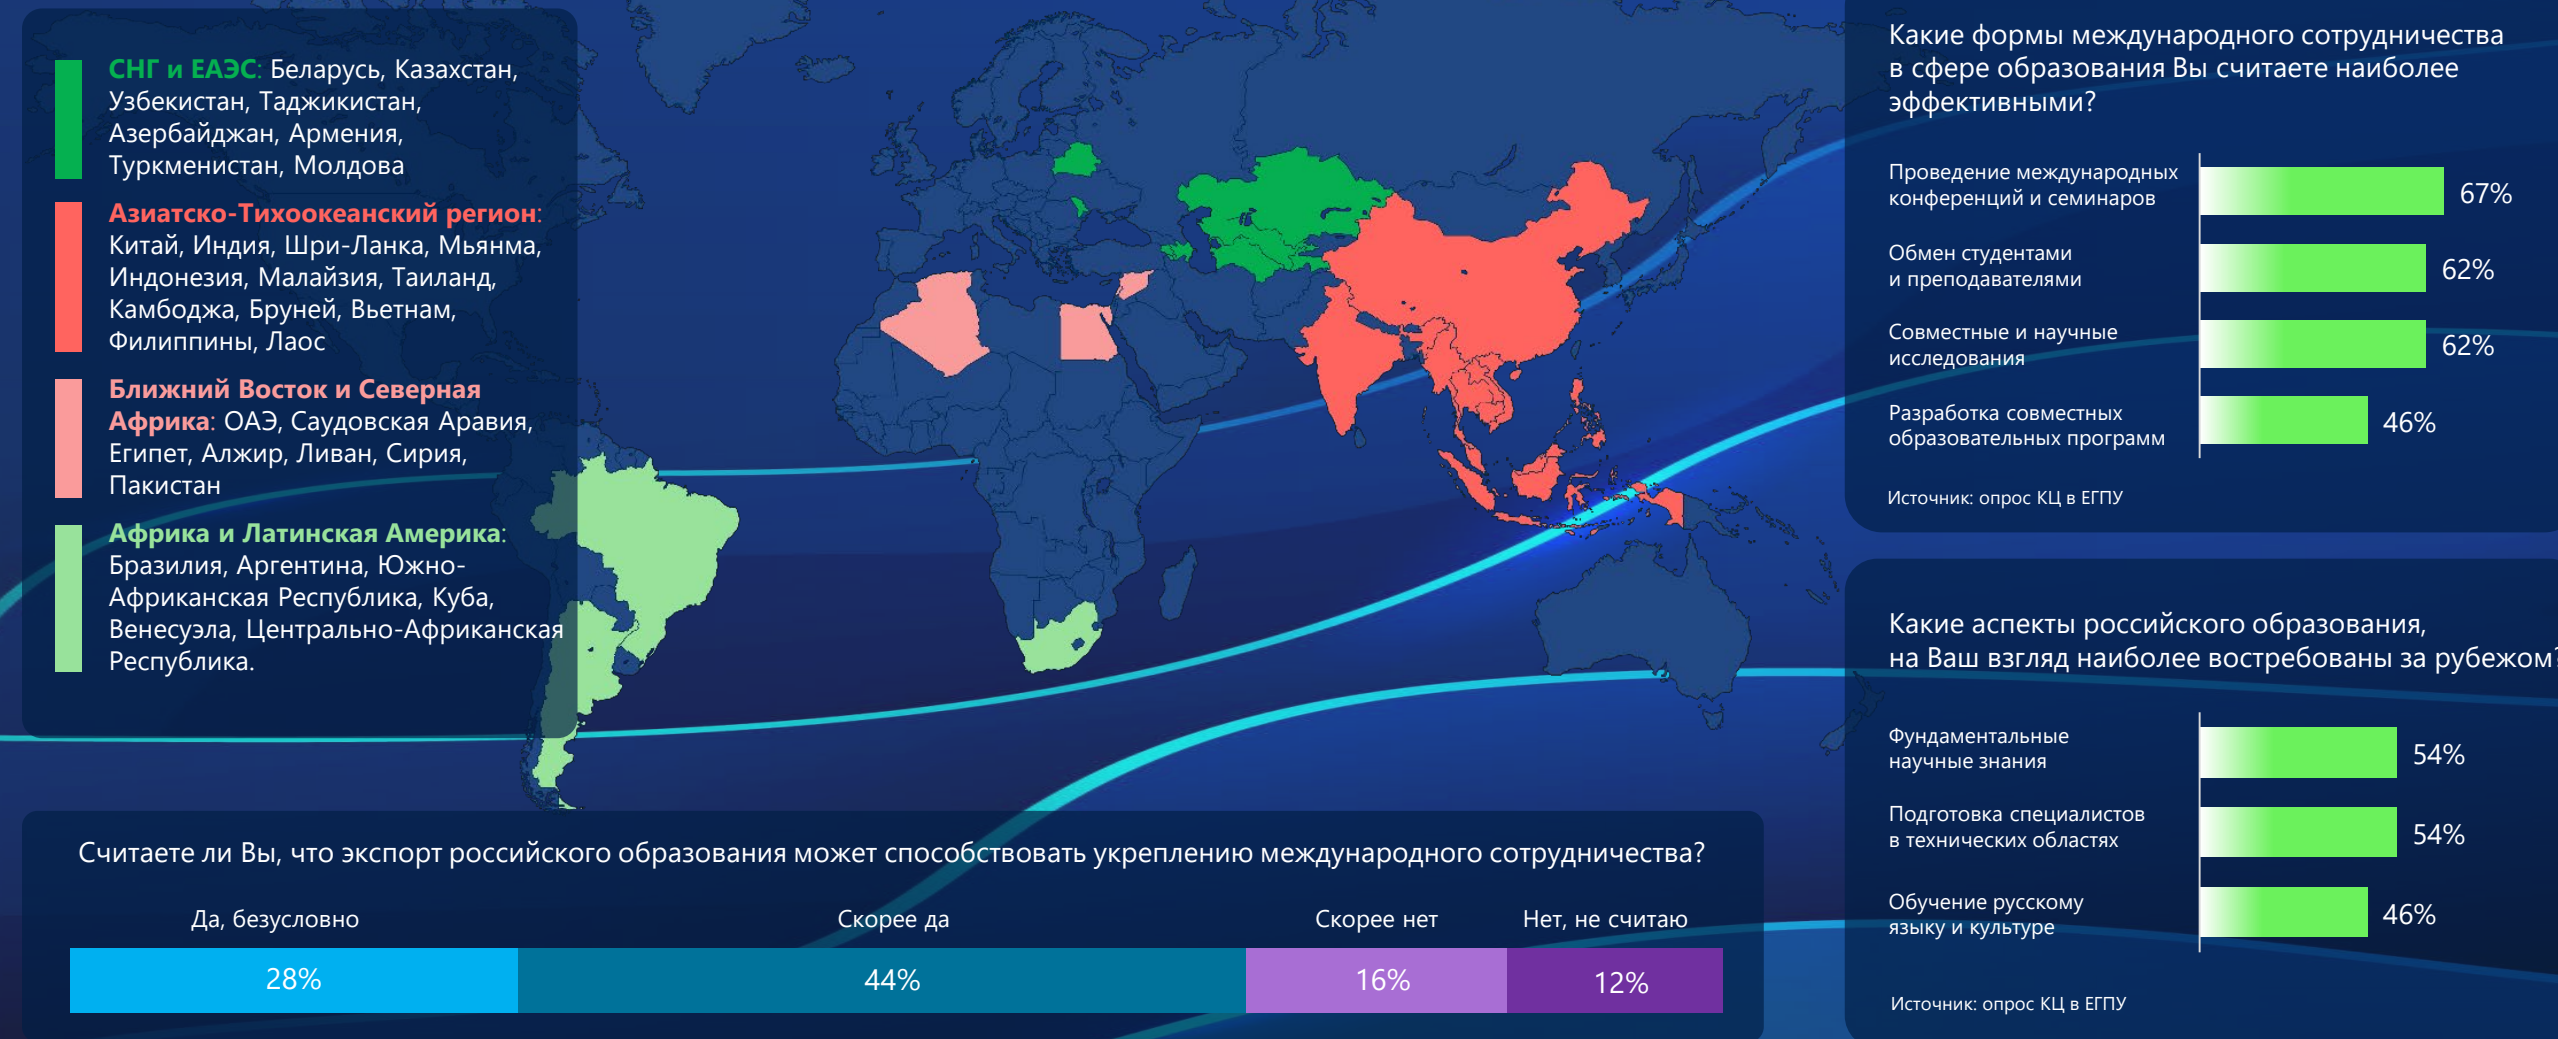 СНГ и ЕАЭС: Беларусь, Казахстан,
Узбекистан, Таджикистан,
Азербайджан, Армения,
Туркменистан, Молдова
Азиатско-Тихоокеанский регион:
Китай, Индия, Шри-Ланка, Мьянма,
Индонезия, Малайзия, Таиланд,
Камбоджа, Бруней, Вьетнам,
Филиппины, Лаос
Ближний Восток и Северная
Африка: ОАЭ, Саудовская Аравия,
Египет, Алжир, Ливан, Сирия,
Пакистан
Африка и Латинская Америка:
Бразилия, Аргентина, Южно-
Африканская Республика, Куба,
Венесуэла, Центрально-Африканская
Республика.
Считаете ли Вы, что экспорт российского образования может способствовать укреплению международного сотрудничества?
Да, безусловно
Скорее да
Скорее нет
Нет, не считаю
28%
44%
16%
12%
Какие формы международного сотрудничества
в сфере образования Вы считаете наиболее
эффективными?
Проведение международных
конференций и семинаров
67%
Обмен студентами
и преподавателями
62%
Совместные и научные
исследования
62%
Разработка совместных
образовательных программ
46%
Источник: опрос КЦ в ЕГПУ
Какие аспекты российского образования,
на Ваш взгляд наиболее востребованы за рубежом?
Фундаментальные
научные знания
54%
Подготовка специалистов
в технических областях
54%
Обучение русскому
языку и культуре
46%
Источник: опрос КЦ в ЕГПУ